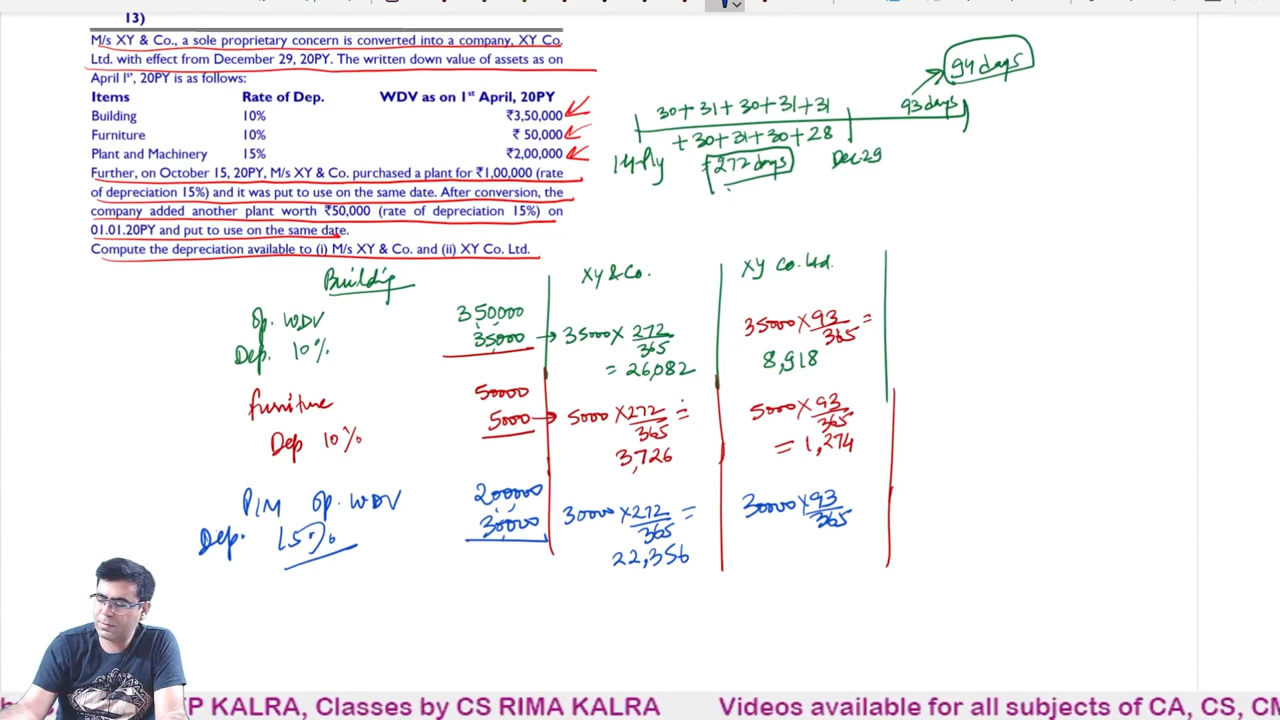 13)
M/s XY & Co., a sole proprietary concern is converted into a company, XY Co.
Ltd. with effect from December 29, 20PY. The written down value of assets as on
April 1st, 20PY is as follows:
Items Rate of Dep. WDV as on 1st April, 20PY
Building 10% ₹3,50,000
Furniture 10% ₹ 50,000
Plant and Machinery 15% ₹2,00,000
Further, on October 15, 20PY, M/s XY & Co. purchased a plant for ₹1,00,000 (rate
of depreciation 15%) and it was put to use on the same date. After conversion, the
company added another plant worth ₹50,000 (rate of depreciation 15%) on
01.01.20PY and put to use on the same date.
Compute the depreciation available to (i) M/s XY & Co. and (ii) XY Co. Ltd.
94 days
30+31+30+31+31 93 days
+30+31+30+28
=272 days Dec-29
Building XY & Co. XY Co. Ltd.
Op. WDV 350000
Dep. 10% 35,000 → 35000 × 272/365 35000 × 93/365 =
= 26,082 8,918
Furniture 50000
Dep 10% 5000 → 5000 × 272/365 = 5000 × 93/365
3,726 = 1,274
P/M Op. WDV 200000
Dep. 15% 30,000 30000 × 272/365 = 30000 × 93/365
22,356
P KALRA, Classes by CS RIMA KALRA Videos available for all subjects of CA, CS, CM